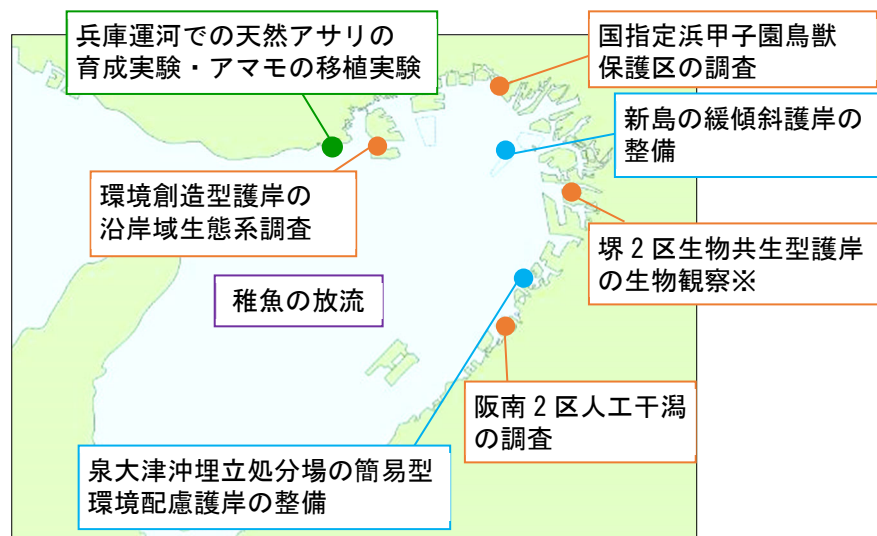 兵庫運河での天然アサリの
育成実験・アマモの移植実験
国指定浜甲子園鳥獣
保護区の調査
新島の緩傾斜護岸の
整備
環境創造型護岸の
沿岸域生態系調査
堺2区生物共生型護岸
の生物観察※
稚魚の放流
阪南2区人工干潟
の調査
泉大津沖埋立処分場の簡易型
環境配慮護岸の整備